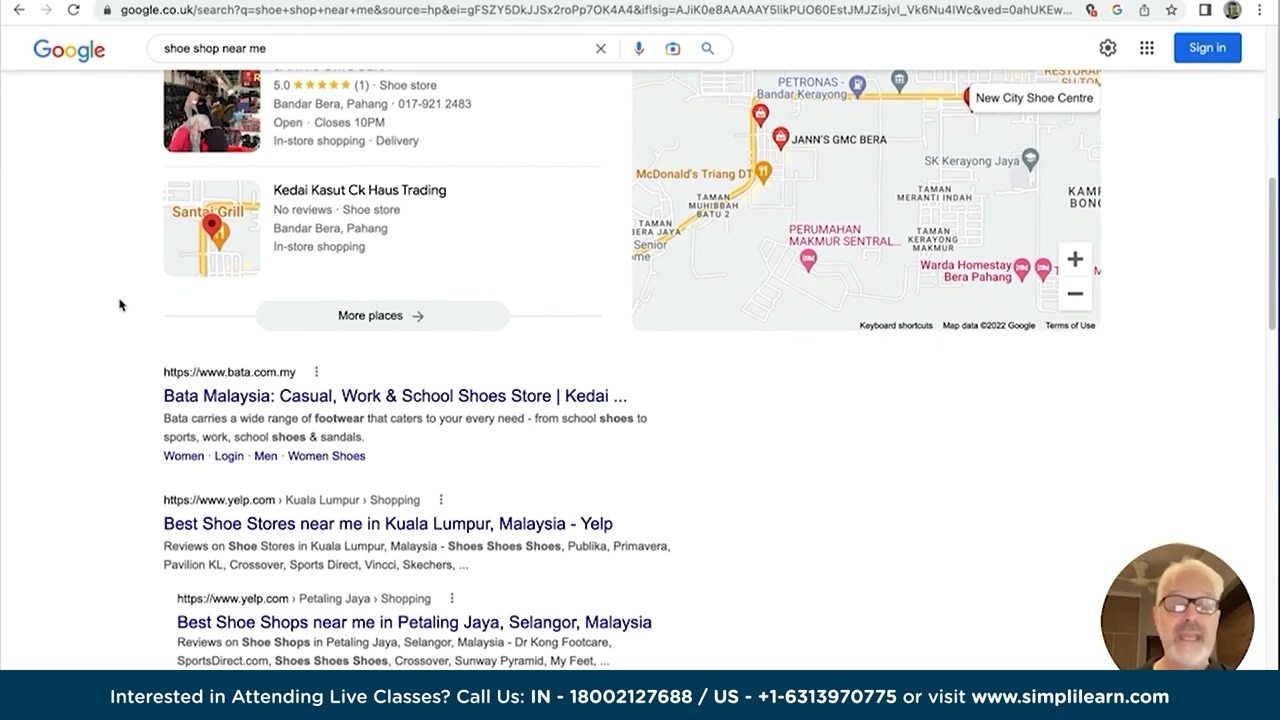 google.co.uk/search?q=shoe+shop+near+me&source=hp&ei=gFSZY5DkJJSx2roPp7OK4A4&iflsig=AJiK0e8AAAAAY5likPUO60EstJMJZisjvI_Vk6Nu4IWc&ved=0ahUKEw...
Google
shoe shop near me
Sign in
5.0 ★★★★★ (1) · Shoe store
Bandar Bera, Pahang · 017-921 2483
Open · Closes 10PM
In-store shopping · Delivery
Santai Grill
Kedai Kasut Ck Haus Trading
No reviews · Shoe store
Bandar Bera, Pahang
In-store shopping
More places →
PETRONAS -
Bandar Kerayong
New City Shoe Centre
JANN'S GMC BERA
SK Kerayong Jaya
McDonald's Triang DT
TAMAN
MUHIBBAH
BATU 2
TAMAN
MERANTI INDAH
TAMAN
BERA JAYA
Senior
PERUMAHAN
MAKMUR SENTRAL...
TAMAN
KERAYONG
MAKMUR
Warda Homestay
Bera Pahang
+
−
Keyboard shortcuts
Map data ©2022 Google
Terms of Use
https://www.bata.com.my
Bata Malaysia: Casual, Work & School Shoes Store | Kedai ...
Bata carries a wide range of footwear that caters to your every need - from school shoes to
sports, work, school shoes & sandals.
Women · Login · Men · Women Shoes
https://www.yelp.com › Kuala Lumpur › Shopping
Best Shoe Stores near me in Kuala Lumpur, Malaysia - Yelp
Reviews on Shoe Stores in Kuala Lumpur, Malaysia - Shoes Shoes Shoes, Publika, Primavera,
Pavilion KL, Crossover, Sports Direct, Vincci, Skechers, ...
https://www.yelp.com › Petaling Jaya › Shopping
Best Shoe Shops near me in Petaling Jaya, Selangor, Malaysia
Reviews on Shoe Shops in Petaling Jaya, Selangor, Malaysia - Dr Kong Footcare,
SportsDirect.com, Shoes Shoes Shoes, Crossover, Sunway Pyramid, My Feet, ...
Interested in Attending Live Classes? Call Us: IN - 18002127688 / US - +1-6313970775 or visit www.simplilearn.com